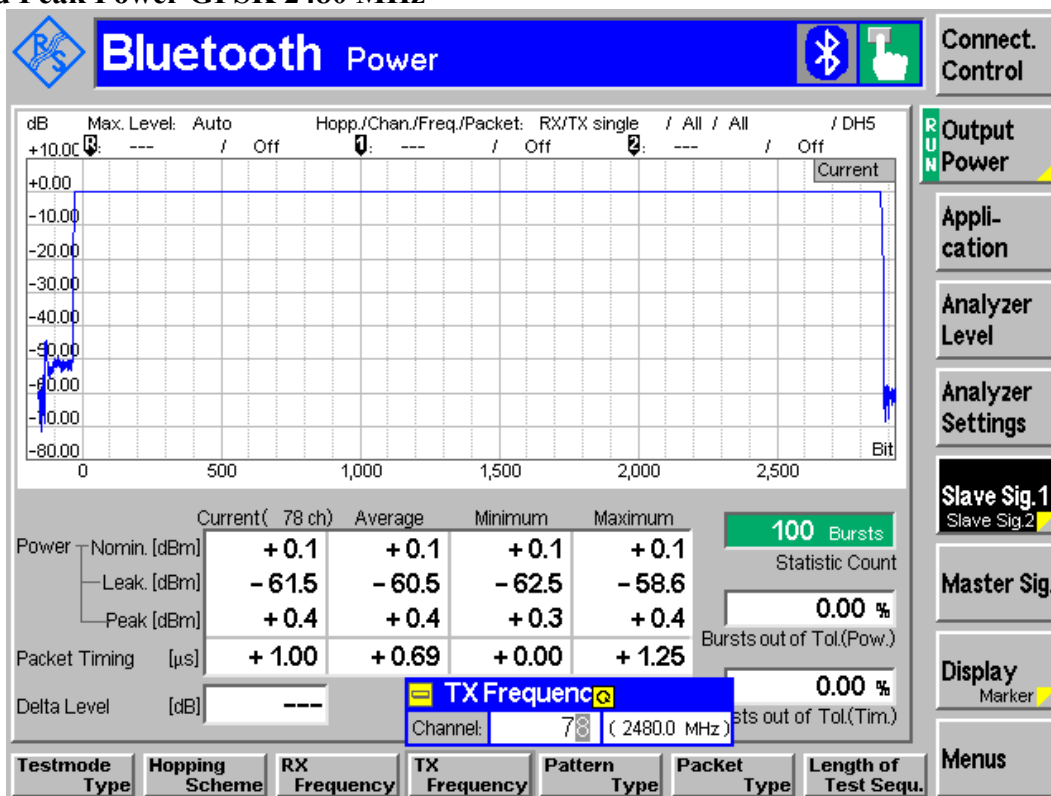 Peak Power GFSK 2480 MHz
R S
Bluetooth Power
Connect. Control
dB Max. Level: Auto Hopp./Chan./Freq./Packet: RX/TX single / All / All / DH5
R: --- / Off 1: --- / Off 2: --- / Off
RUN Output Power
Current
+10.0
+0.00
-10.00
-20.00
-30.00
-40.00
-50.00
-60.00
-70.00
-80.00
Bit
0 500 1,000 1,500 2,000 2,500
Appli-
cation
Analyzer
Level
Analyzer
Settings
Slave Sig.1
Slave Sig.2
Master Sig.
Display
Marker
Menus
Current( 78 ch) Average Minimum Maximum
Power Nomin. [dBm] +0.1 +0.1 +0.1 +0.1
Leak. [dBm] -61.5 -60.5 -62.5 -58.6
Peak [dBm] +0.4 +0.4 +0.3 +0.4
Packet Timing [µs] +1.00 +0.69 +0.00 +1.25
Delta Level [dB] ---
100 Bursts
Statistic Count
0.00 %
Bursts out of Tol.(Pow.)
0.00 %
out of Tol.(Tim.)
TX Frequenc
Channel: 78 ( 2480.0 MHz )
Testmode Type
Hopping Scheme
RX Frequency
TX Frequency
Pattern Type
Packet Type
Length of Test Sequ.